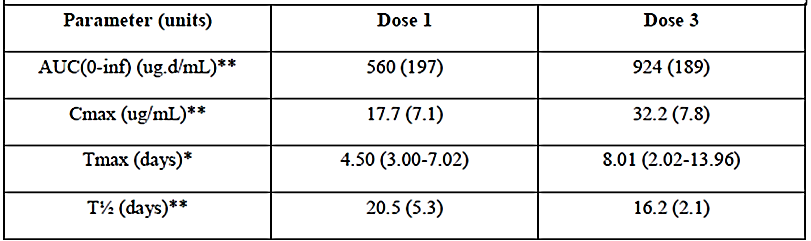 Parameter (units) Dose 1 Dose 3
AUC(0-inf) (ug.d/mL)** 560 (197) 924 (189)
Cmax (ug/mL)** 17.7 (7.1) 32.2 (7.8)
Tmax (days)* 4.50 (3.00-7.02) 8.01 (2.02-13.96)
T½ (days)** 20.5 (5.3) 16.2 (2.1)